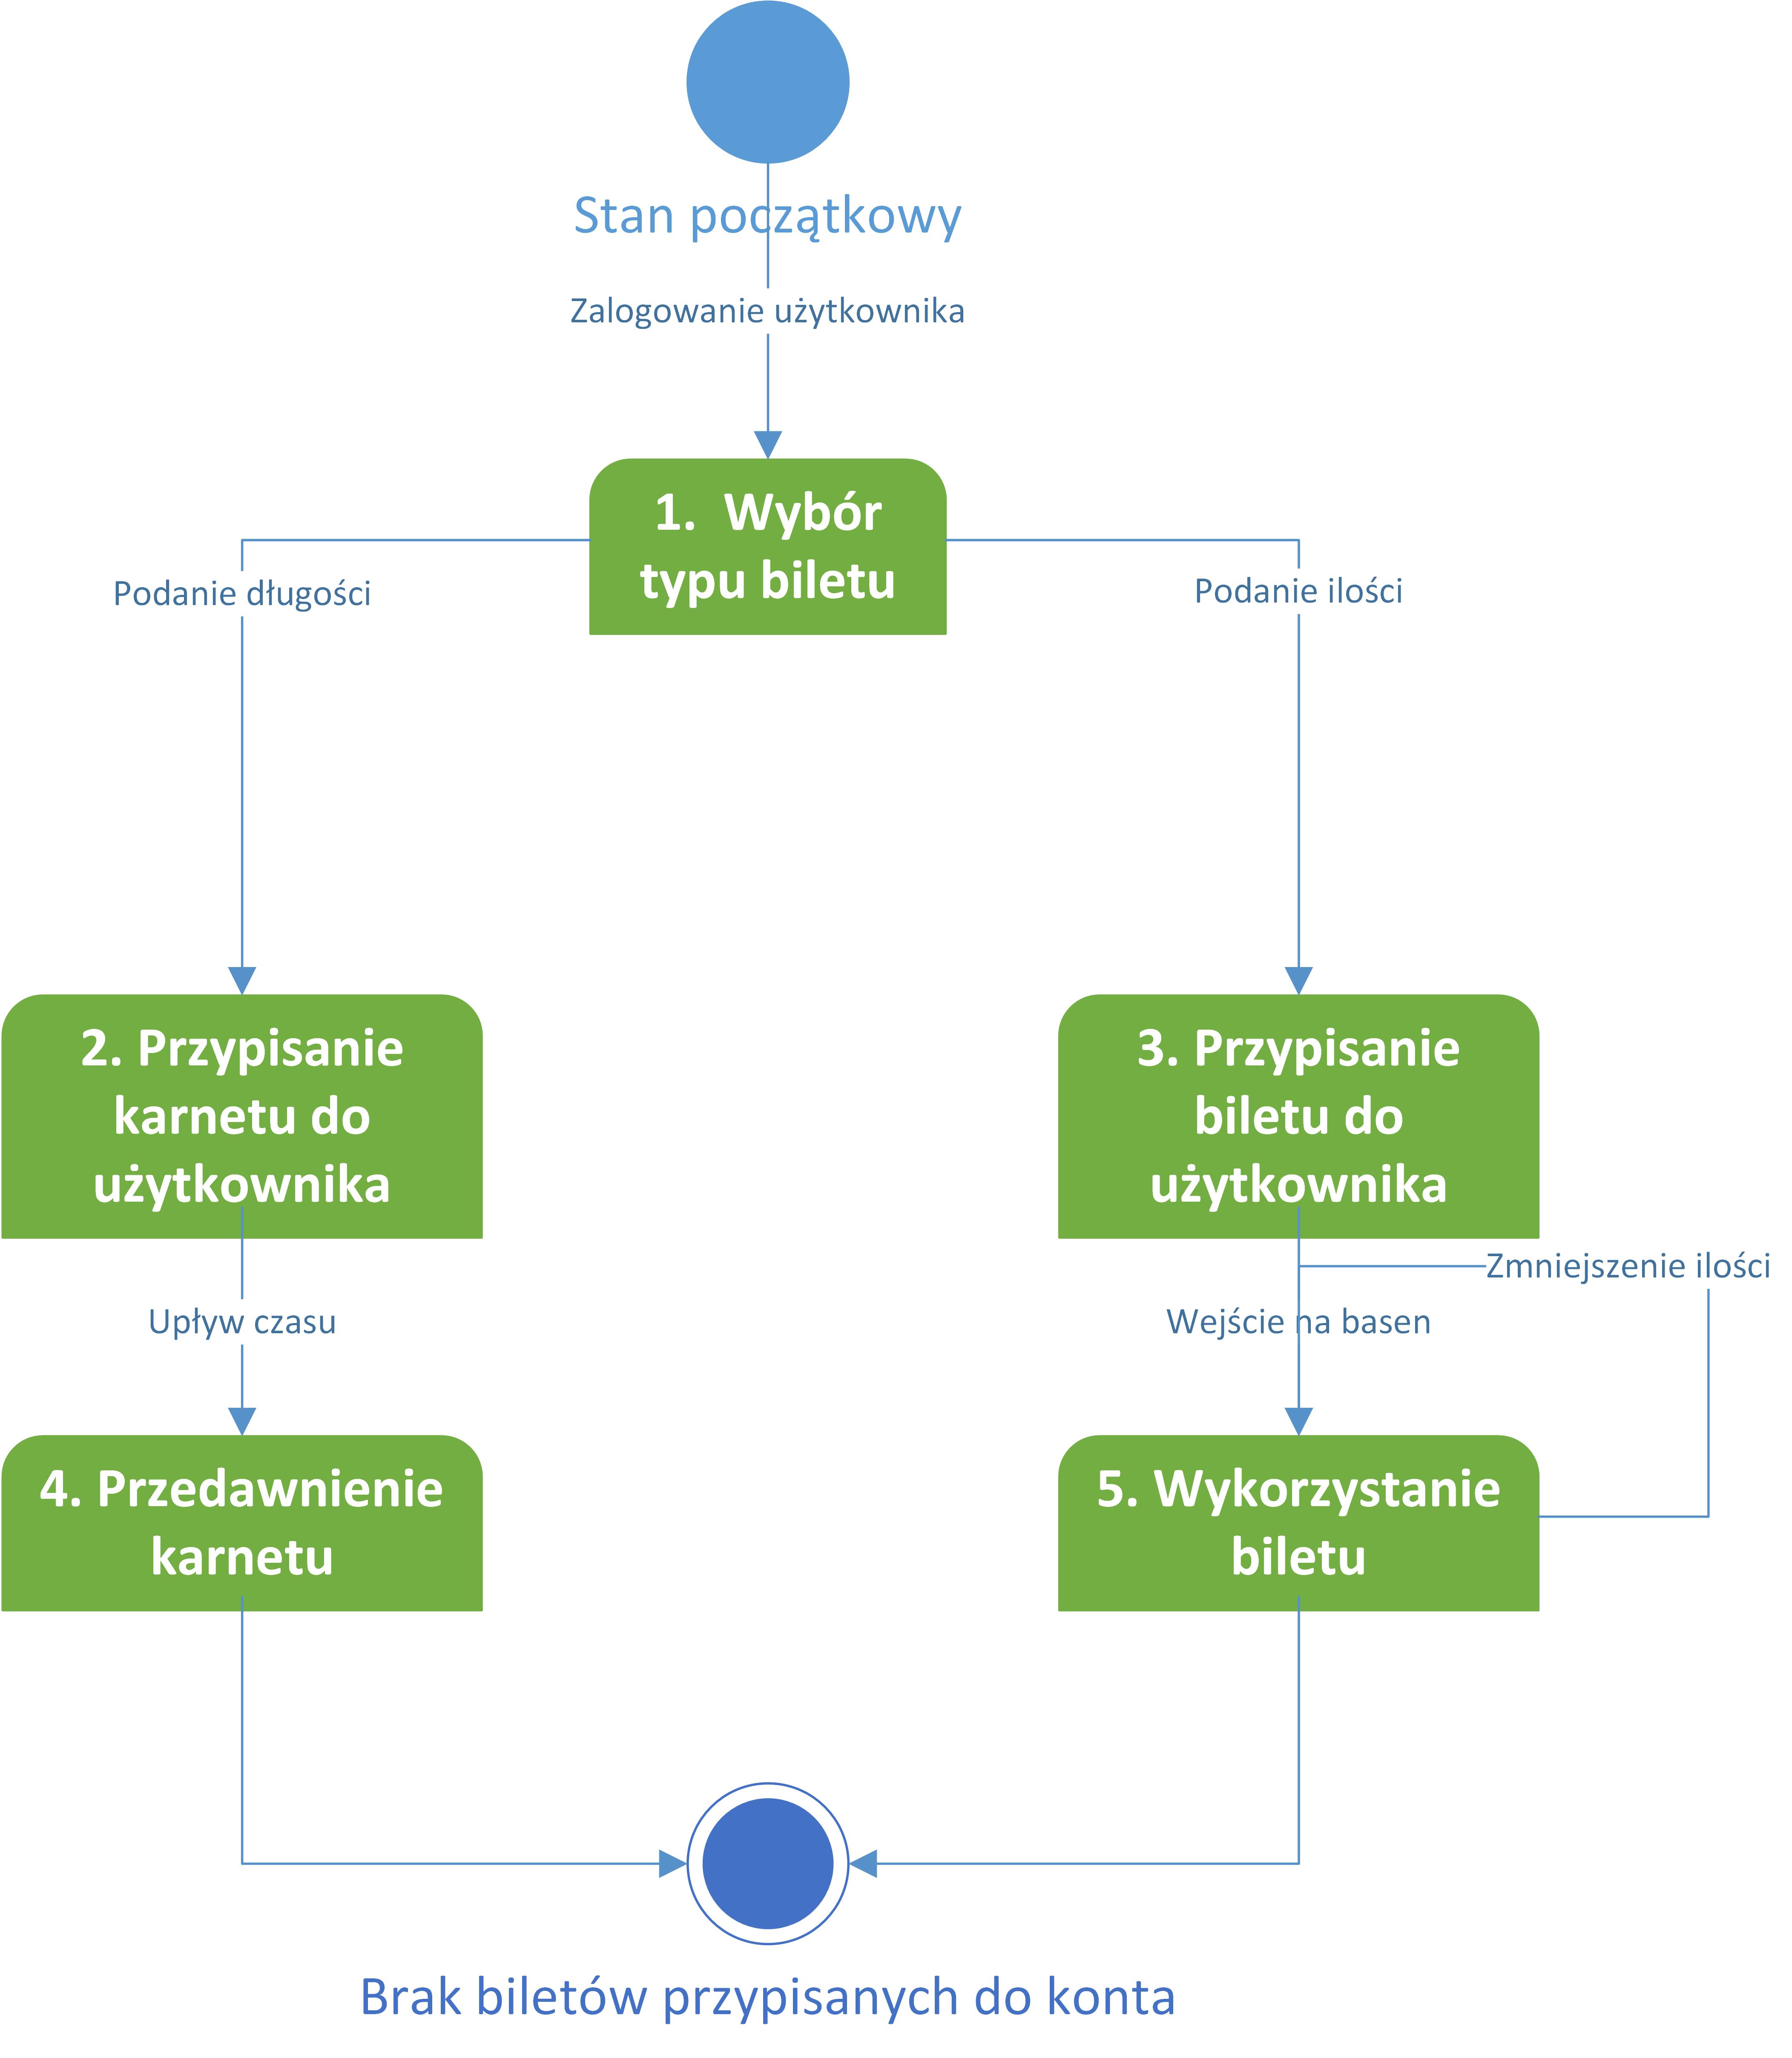 Stan początkowy
Zalogowanie użytkownika
1. Wybór
typu biletu
Podanie długości
Podanie ilości
2. Przypisanie
karnetu do
użytkownika
3. Przypisanie
biletu do
użytkownika
Zmniejszenie ilości
Upływ czasu
Wejście na basen
4. Przedawnienie
karnetu
5. Wykorzystanie
biletu
Brak biletów przypisanych do konta